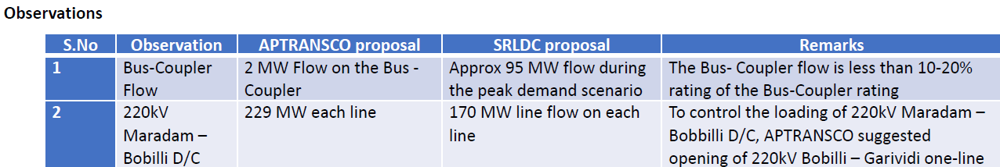 Observations
S.No Observation APTRANSCO proposal SRLDC proposal Remarks
1 Bus-Coupler 2 MW Flow on the Bus - Approx 95 MW flow during The Bus- Coupler flow is less than 10-20%
Flow Coupler the peak demand scenario rating of the Bus-Coupler rating
2 220kV 229 MW each line 170 MW line flow on each To control the loading of 220kV Maradam –
Maradam – line Bobbilli D/C, APTRANSCO suggested
Bobilli D/C opening of 220kV Bobilli – Garividi one-line